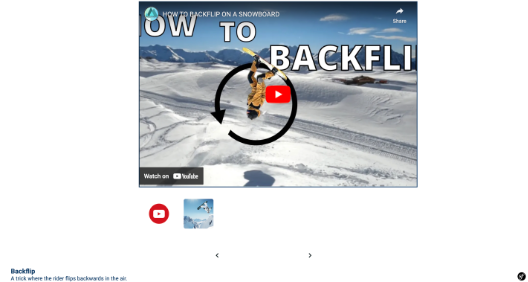 HOW TO BACKFLIP ON A SNOWBOARD
Share
HOW TO
BACKFLI
Watch on YouTube
Backflip
A trick where the rider flips backwards in the air.